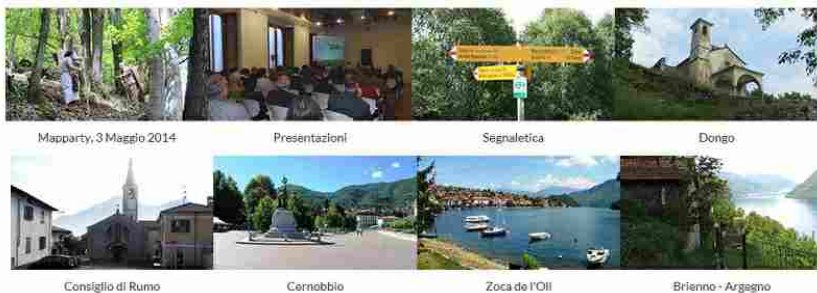 Mapparty, 3 Maggio 2014
Presentazioni
Segnaletica
Dongo
Consiglio di Rumo
Cernobbio
Zoca de l'Oli
Brienno - Argegno